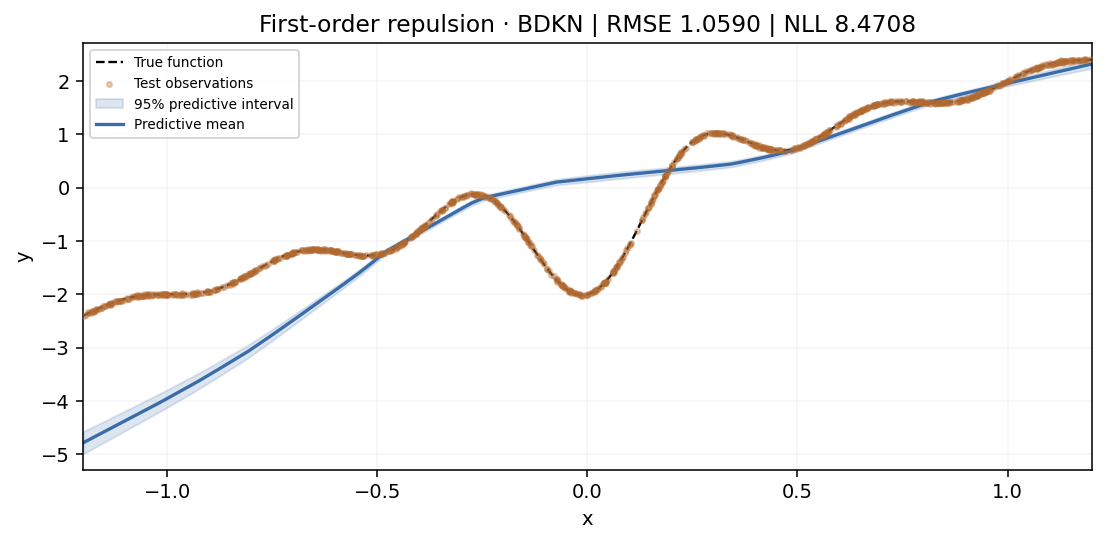 First-order repulsion · BDKN | RMSE 1.0590 | NLL 8.4708
True function
Test observations
95% predictive interval
Predictive mean
y
2
1
0
−1
−2
−3
−4
−5
−1.0 −0.5 0.0 0.5 1.0
x